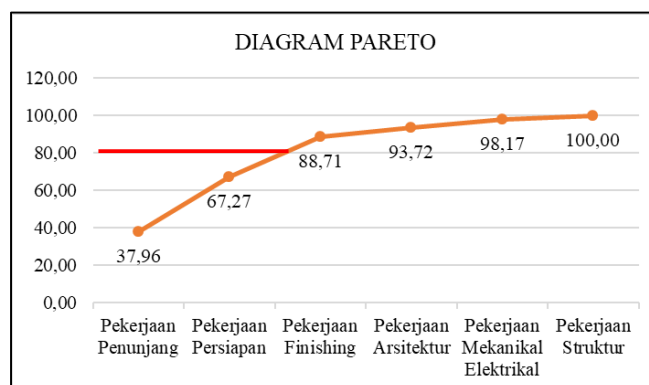 DIAGRAM PARETO
120,00
100,00
80,00
60,00
40,00
20,00
0,00
37,96
67,27
88,71
93,72
98,17
100,00
Pekerjaan
Penunjang
Pekerjaan
Persiapan
Pekerjaan
Finishing
Pekerjaan
Arsitektur
Pekerjaan
Mekanikal
Elektrikal
Pekerjaan
Struktur